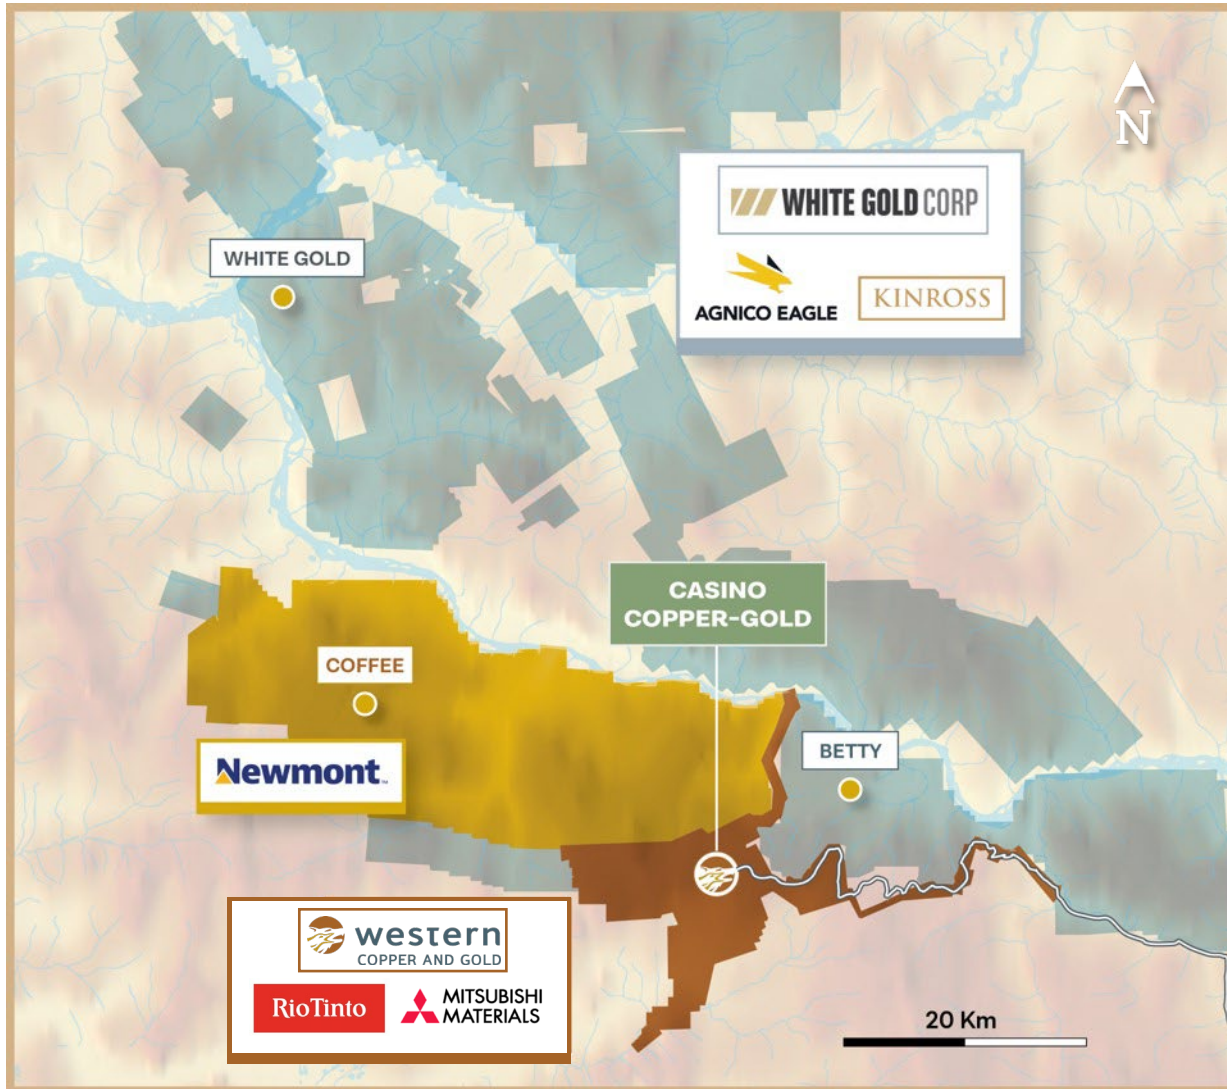 N
WHITE GOLD CORP
AGNICO EAGLE
KINROSS
WHITE GOLD
CASINO
COPPER-GOLD
COFFEE
Newmont™
BETTY
western
COPPER AND GOLD
RioTinto
MITSUBISHI
MATERIALS
20 Km